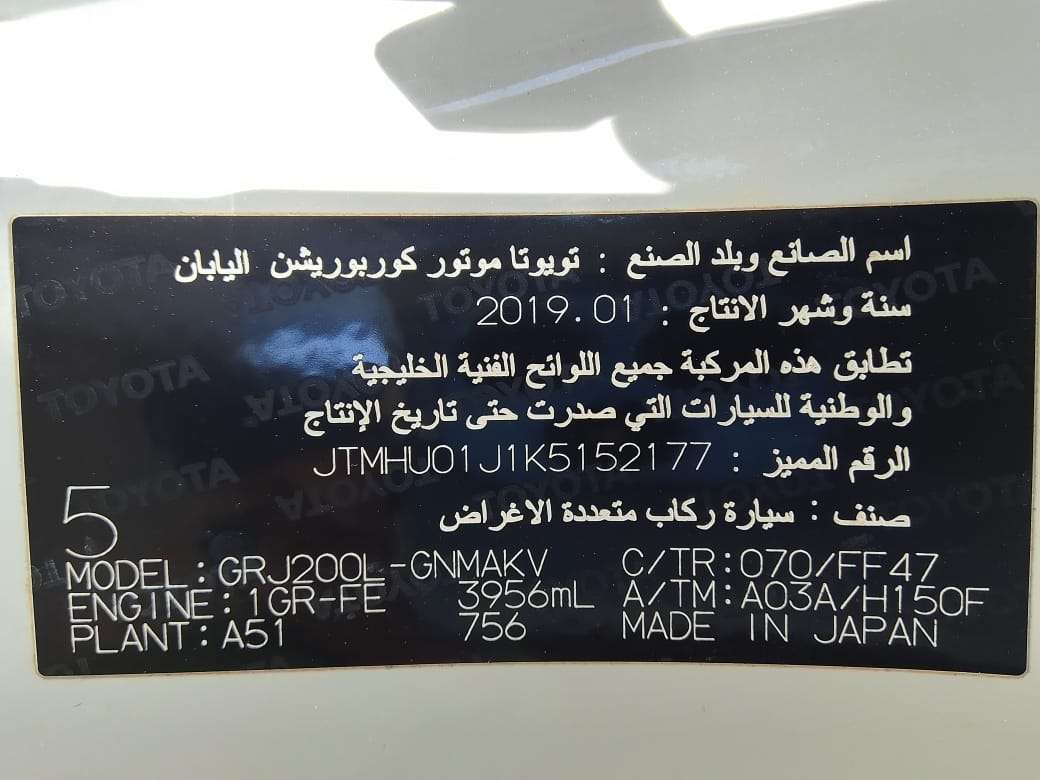 اسم الصانع وبلد الصنع : تويوتا موتور كوربوريشن اليابان
سنة وشهر الانتاج : 2019.01
تطابق هذه المركبة جميع اللوائح الفنية الخليجية
والوطنية للسيارات التي صدرت حتى تاريخ الإنتاج
الرقم المميز : JTMHU01J1K5152177
صنف : سيارة ركاب متعددة الاغراض
5
MODEL : GRJ200L-GNMAKV C/TR : 070/FF47
ENGINE : 1GR-FE 3956mL A/TM : A03A/H150F
PLANT : A51 756 MADE IN JAPAN